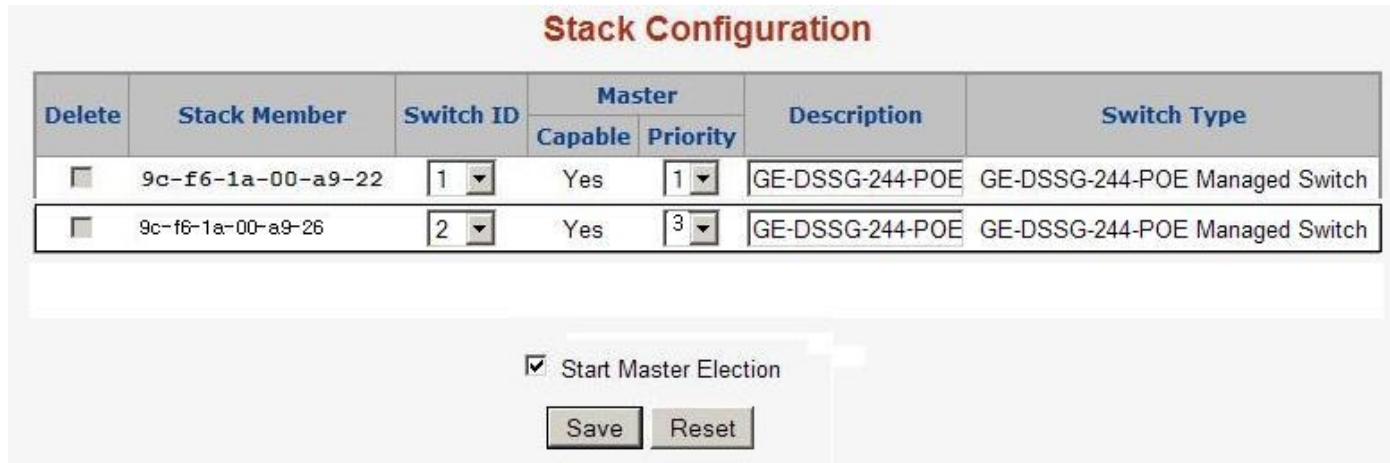 Stack Configuration
Delete Stack Member Switch ID Master Description Switch Type
Capable Priority
9c-f6-1a-00-a9-22 1 Yes 1 GE-DSSG-244-POE GE-DSSG-244-POE Managed Switch
9c-f6-1a-00-a9-26 2 Yes 3 GE-DSSG-244-POE GE-DSSG-244-POE Managed Switch
Start Master Election
Save Reset